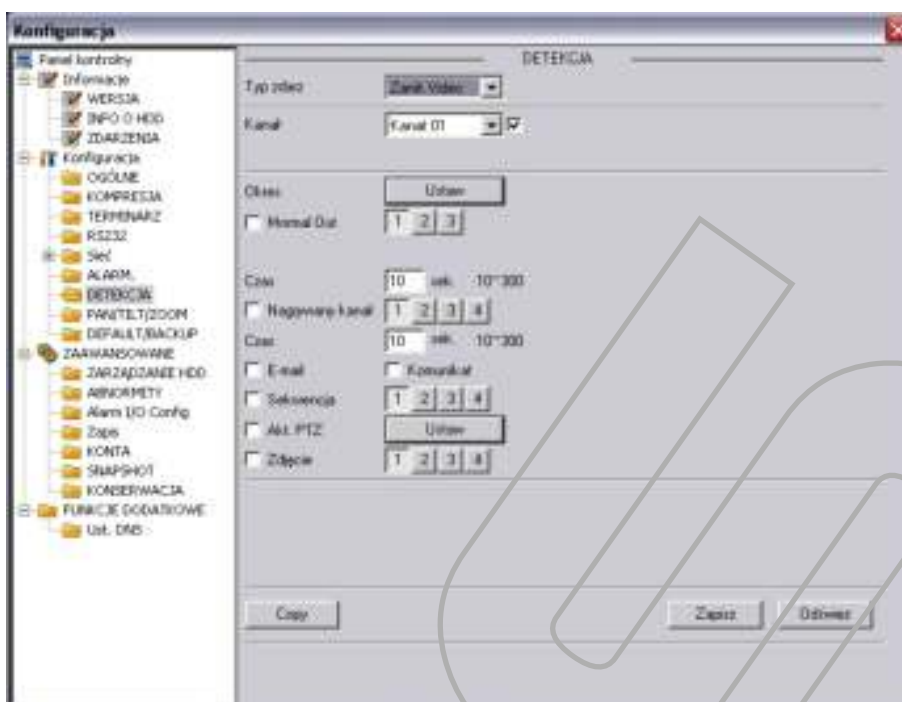 Konfiguracja
Panel kontrolny
Informacje
WERSJA
INFO O HDD
ZDARZENIA
Konfiguracja
OGÓLNE
KOMPRESJA
TERMINARZ
RS232
Sieć
ALARM.
DETEKCJA
PAN/TILT/ZOOM
DEFAULT/BACKUP
ZAAWANSOWANE
ZARZĄDZANIE HDD
ABNORMITY
Alarm I/O Config
Zapis
KONTA
SNAPSHOT
KONSERWACJA
FUNKCJE DODATKOWE
Ust. DNS
DETEKCJA
Typ zdarz
Zanik Video
Kanał
Kanał 01
Okres
Ustaw
Normal Out
1 2 3
Czas
10 sek. 10~300
Nagrywany kanał
1 2 3 4
Czas
10 sek. 10~300
E-mail
Komunikat
Sekwencja
1 2 3 4
Akt. PTZ
Ustaw
Zdjęcie
1 2 3 4
Copy
Zapisz
Odśwież